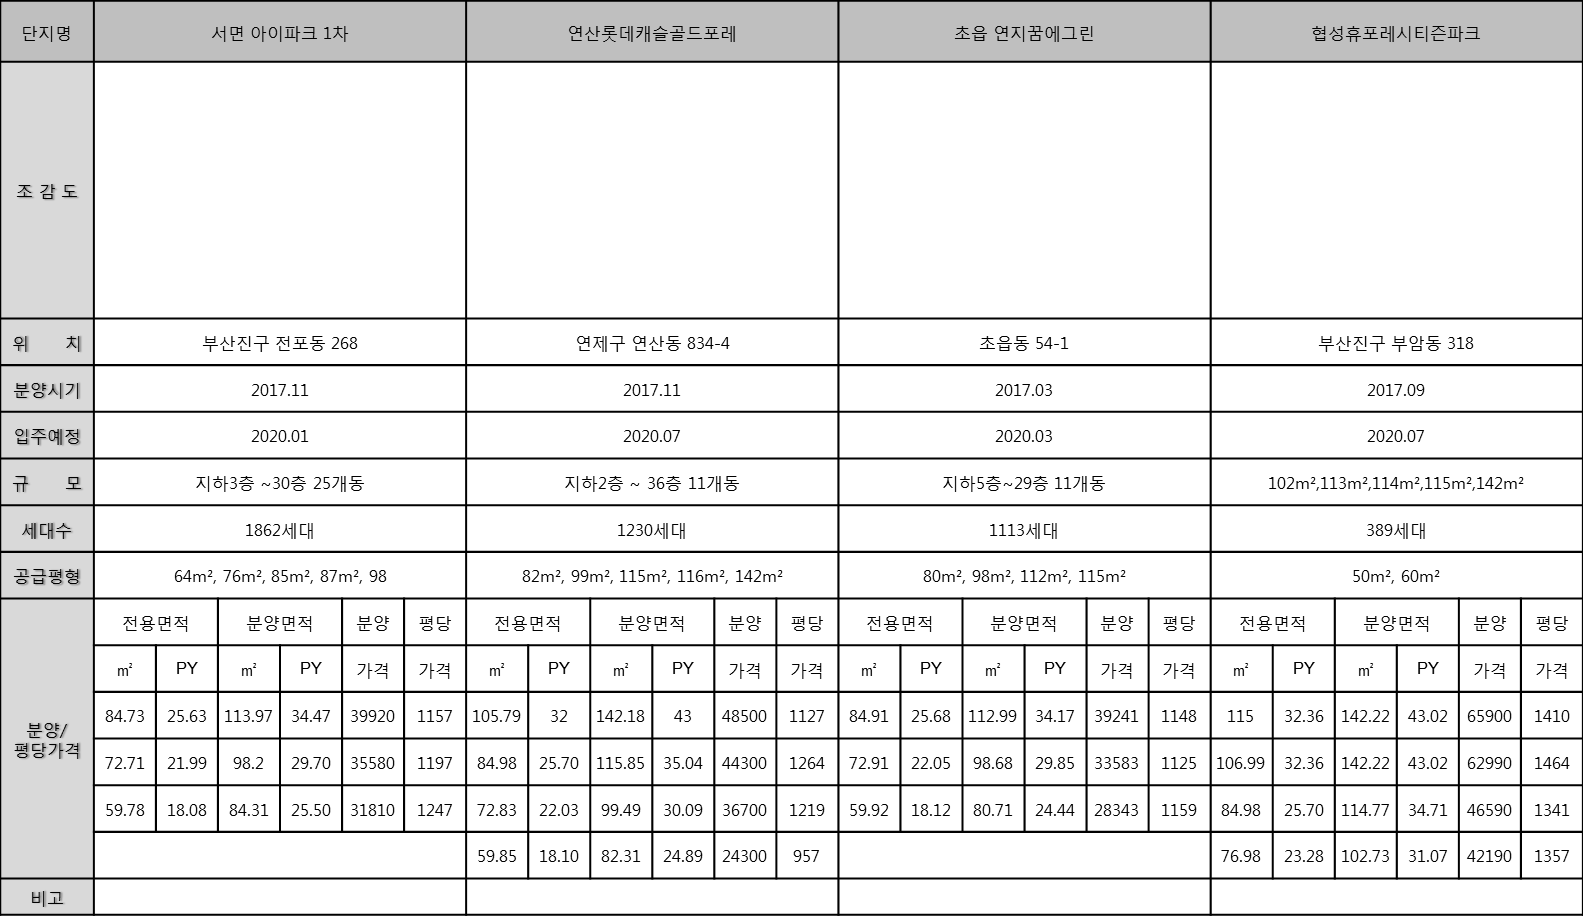 단지명 서면 아이파크 1차 연산롯데캐슬골드포레 초읍 연지꿈에그린 협성휴포레시티즌파크
조 감 도
위 치 부산진구 전포동 268 연제구 연산동 834-4 초읍동 54-1 부산진구 부암동 318
분양시기 2017.11 2017.11 2017.03 2017.09
입주예정 2020.01 2020.07 2020.03 2020.07
규 모 지하3층 ~30층 25개동 지하2층 ~ 36층 11개동 지하5층~29층 11개동 102m²,113m²,114m²,115m²,142m²
세대수 1862세대 1230세대 1113세대 389세대
공급평형 64m², 76m², 85m², 87m², 98 82m², 99m², 115m², 116m², 142m² 80m², 98m², 112m², 115m² 50m², 60m²
분양/
평당가격
전용면적 분양면적 분양 평당 전용면적 분양면적 분양 평당 전용면적 분양면적 분양 평당 전용면적 분양면적 분양 평당
㎡ PY ㎡ PY 가격 가격 ㎡ PY ㎡ PY 가격 가격 ㎡ PY ㎡ PY 가격 가격 ㎡ PY ㎡ PY 가격 가격
84.73 25.63 113.97 34.47 39920 1157 105.79 32 142.18 43 48500 1127 84.91 25.68 112.99 34.17 39241 1148 115 32.36 142.22 43.02 65900 1410
72.71 21.99 98.2 29.70 35580 1197 84.98 25.70 115.85 35.04 44300 1264 72.91 22.05 98.68 29.85 33583 1125 106.99 32.36 142.22 43.02 62990 1464
59.78 18.08 84.31 25.50 31810 1247 72.83 22.03 99.49 30.09 36700 1219 59.92 18.12 80.71 24.44 28343 1159 84.98 25.70 114.77 34.71 46590 1341
59.85 18.10 82.31 24.89 24300 957 76.98 23.28 102.73 31.07 42190 1357
비고